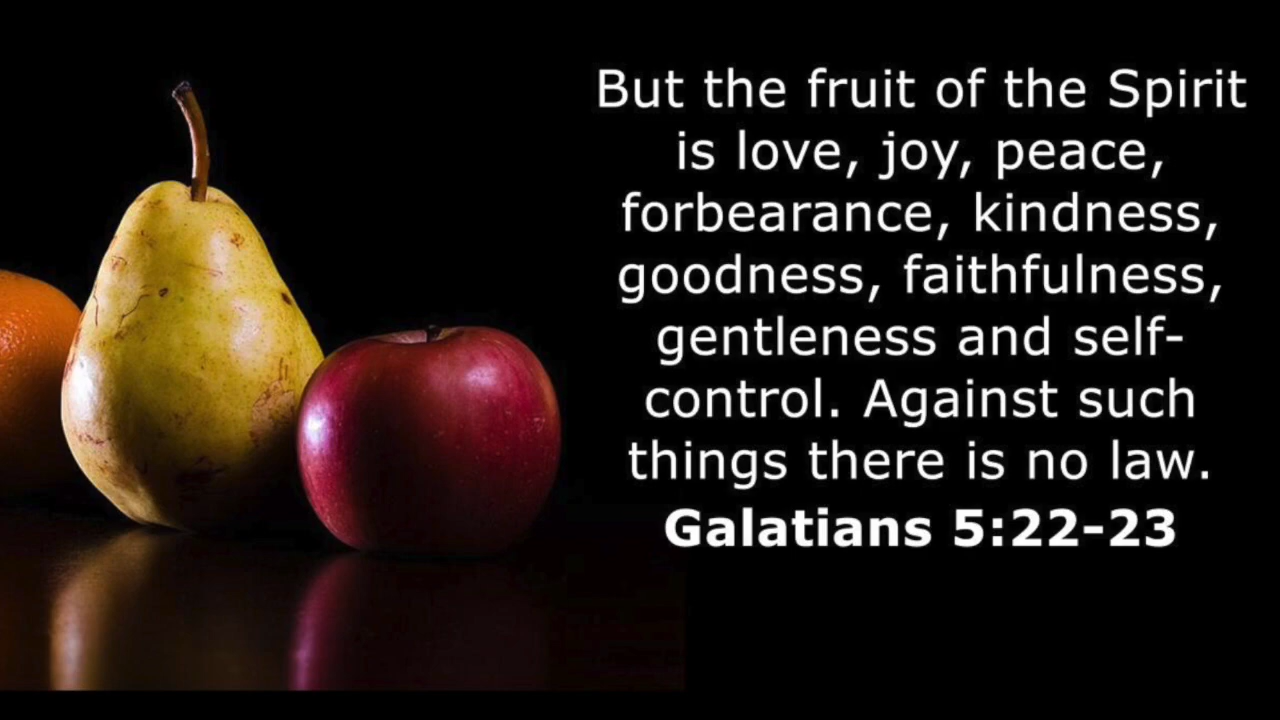 But the fruit of the Spirit
is love, joy, peace,
forbearance, kindness,
goodness, faithfulness,
gentleness and self-
control. Against such
things there is no law.
Galatians 5:22-23